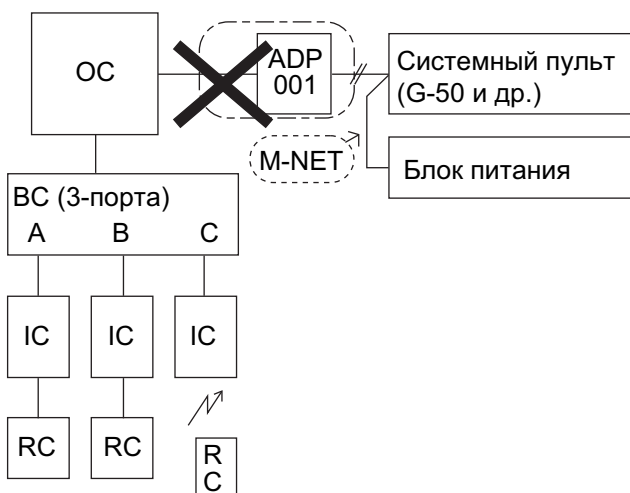 OC
ADP
001
Системный пульт
(G-50 и др.)
M-NET
Блок питания
BC (3-порта)
A B C
IC IC IC
RC RC
R
C